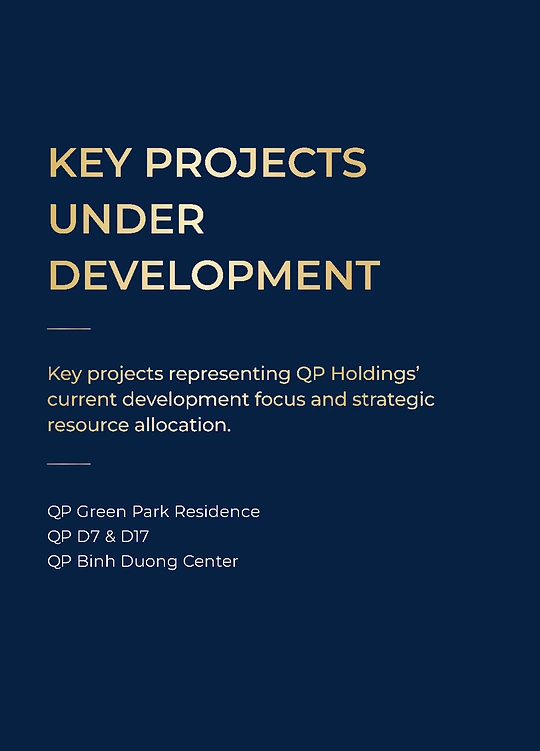 KEY PROJECTS
UNDER
DEVELOPMENT
Key projects representing QP Holdings’
current development focus and strategic
resource allocation.
QP Green Park Residence
QP D7 & D17
QP Binh Duong Center